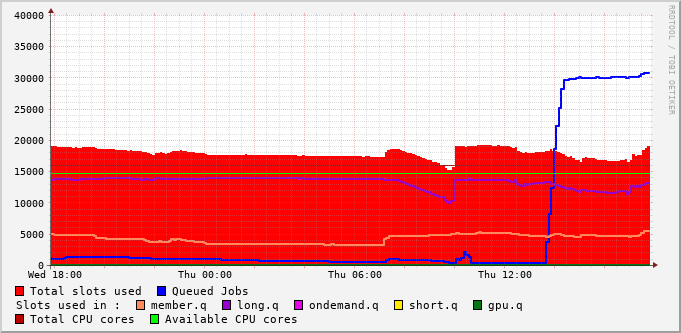 40000
35000
30000
25000
20000
15000
10000
5000
0
Wed 18:00 Thu 00:00 Thu 06:00 Thu 12:00
Total slots used Queued Jobs
Slots used in : member.q long.q ondemand.q short.q gpu.q
Total CPU cores Available CPU cores
RRDTOOL / TOBI OETIKER